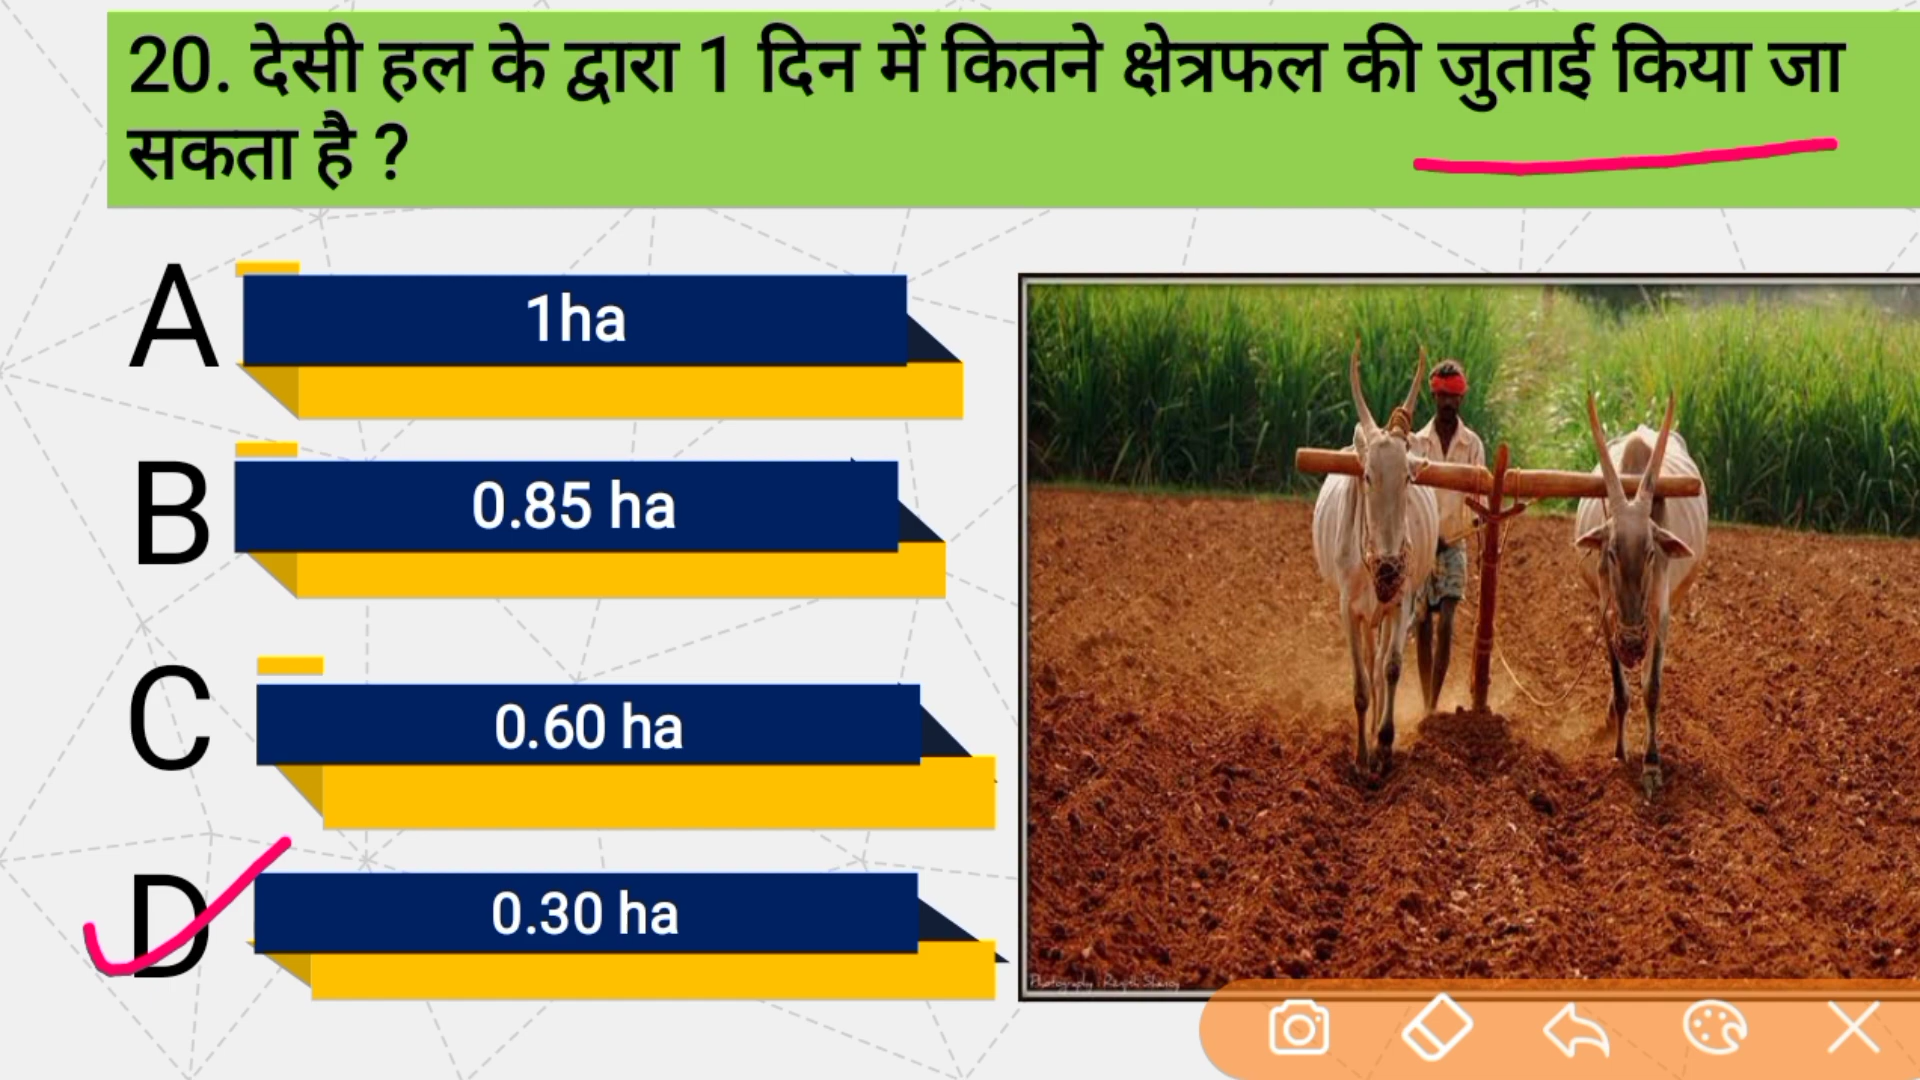 20. देसी हल के द्वारा 1 दिन में कितने क्षेत्रफल की जुताई किया जा
सकता है ?
A
1ha
B
0.85 ha
C
0.60 ha
D
0.30 ha